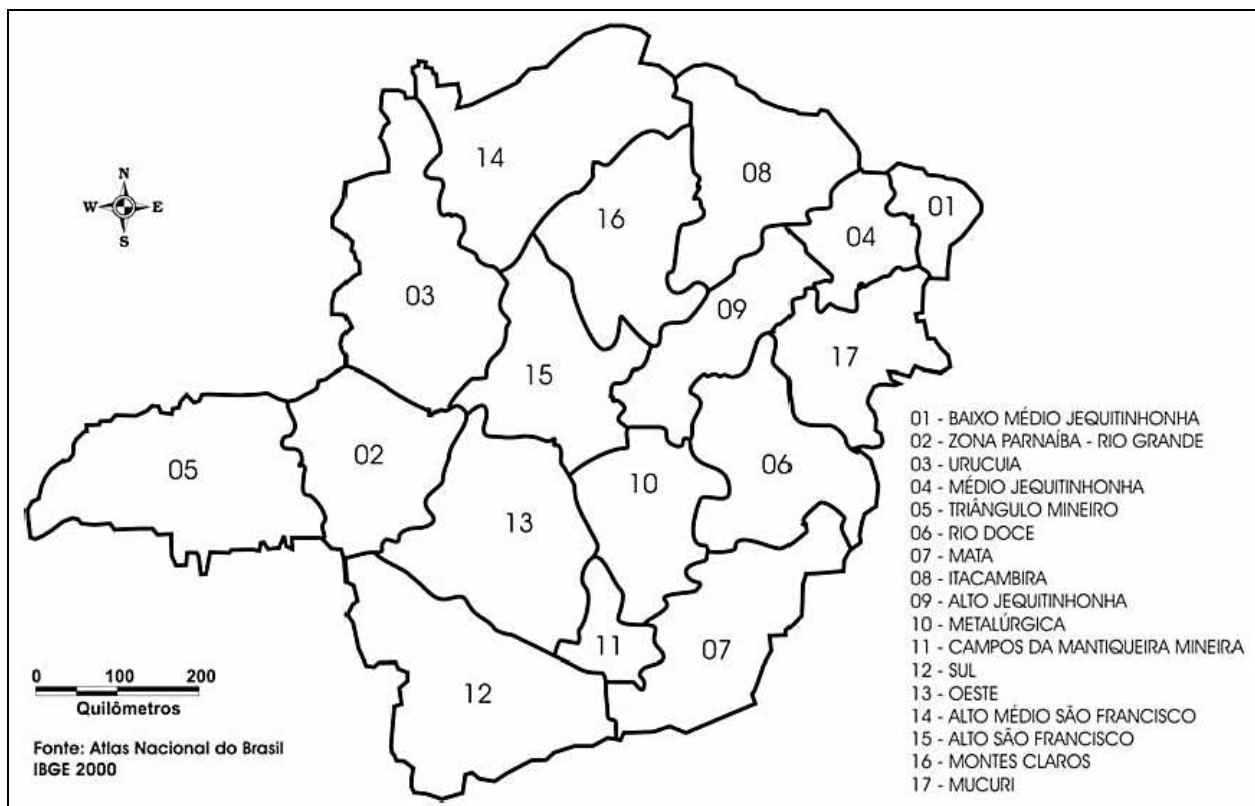 N
W E
S
14
08
16
01
04
03
09
17
15
05
02
06
10
13
11
07
12
01 - BAIXO MÉDIO JEQUITINHONHA
02 - ZONA PARNAÍBA - RIO GRANDE
03 - URUCUIA
04 - MÉDIO JEQUITINHONHA
05 - TRIÂNGULO MINEIRO
06 - RIO DOCE
07 - MATA
08 - ITACAMBIRA
09 - ALTO JEQUITINHONHA
10 - METALÚRGICA
11 - CAMPOS DA MANTIQUEIRA MINEIRA
12 - SUL
13 - OESTE
14 - ALTO MÉDIO SÃO FRANCISCO
15 - ALTO SÃO FRANCISCO
16 - MONTES CLAROS
17 - MUCURI
0 100 200
Quilômetros
Fonte: Atlas Nacional do Brasil
IBGE 2000